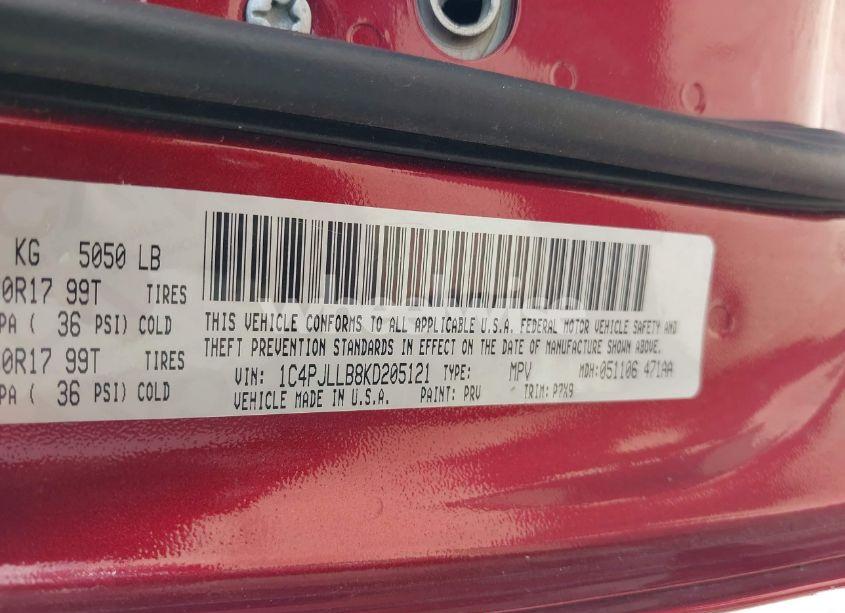 KG 5050 LB
0R17 99T TIRES
PA ( 36 PSI) COLD
0R17 99T TIRES
PA ( 36 PSI) COLD
THIS VEHICLE CONFORMS TO ALL APPLICABLE U.S.A. FEDERAL MOTOR VEHICLE SAFETY AND
THEFT PREVENTION STANDARDS IN EFFECT ON THE DATE OF MANUFACTURE SHOWN ABOVE.
VIN: 1C4PJLLB8KD205121 TYPE: MPV MDH: 051106 471AA
VEHICLE MADE IN U.S.A. PAINT: PRV TRIM: P7X9